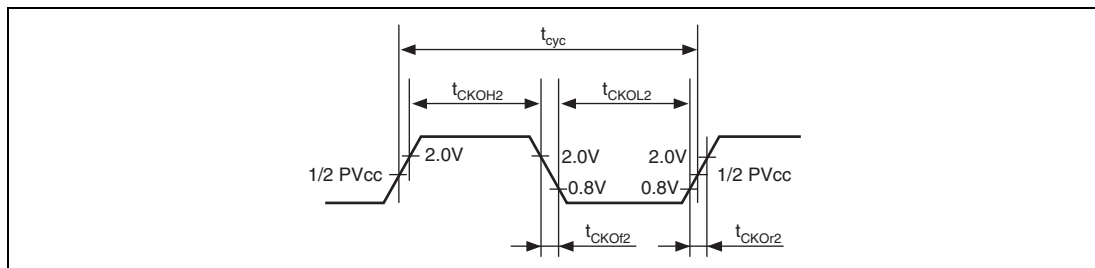 tcyc
tCKOH2
tCKOL2
2.0V
2.0V
2.0V
1/2 PVcc
1/2 PVcc
0.8V
0.8V
tCKOf2
tCKOr2